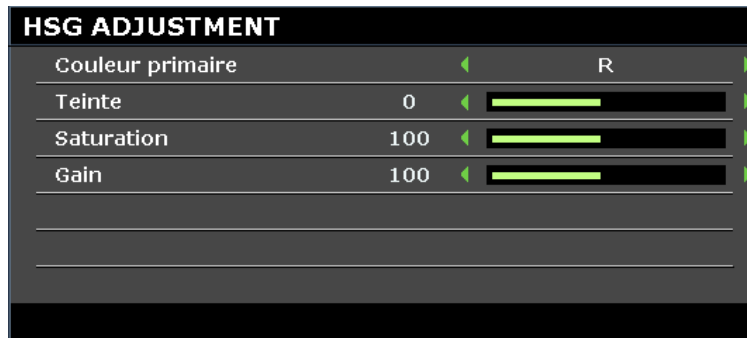 HSG ADJUSTMENT
Couleur primaire R
Teinte 0
Saturation 100
Gain 100